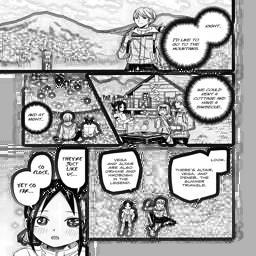 RIGHT.
I'D LIKE TO
GO TO THE
MOUNTAINS.
WE COULD
RENT A
COTTAGE AND
HAVE A
BARBECUE.
AND AT
NIGHT,
LOOK.
THERE'S ALTAIR,
VEGA, AND
DENEB, THE
SUMMER
TRIANGLE.
VEGA
AND ALTAIR
ARE ALSO
ORIHIME AND
HIKOBOSHI
IN THE
LEGEND.
THEY'RE
JUST
LIKE
US...
SO
CLOSE,
YET SO
FAR...